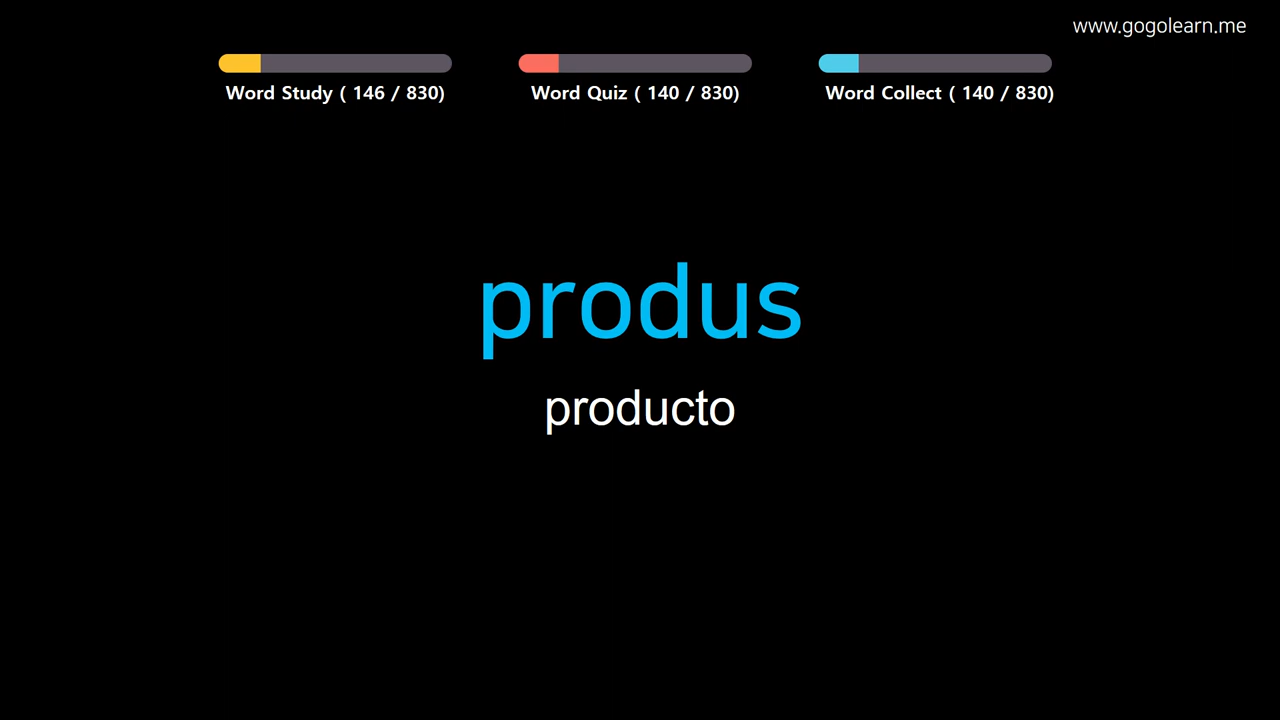 www.gogolearn.me
Word Study ( 146 / 830)
Word Quiz ( 140 / 830)
Word Collect ( 140 / 830)
produs
producto